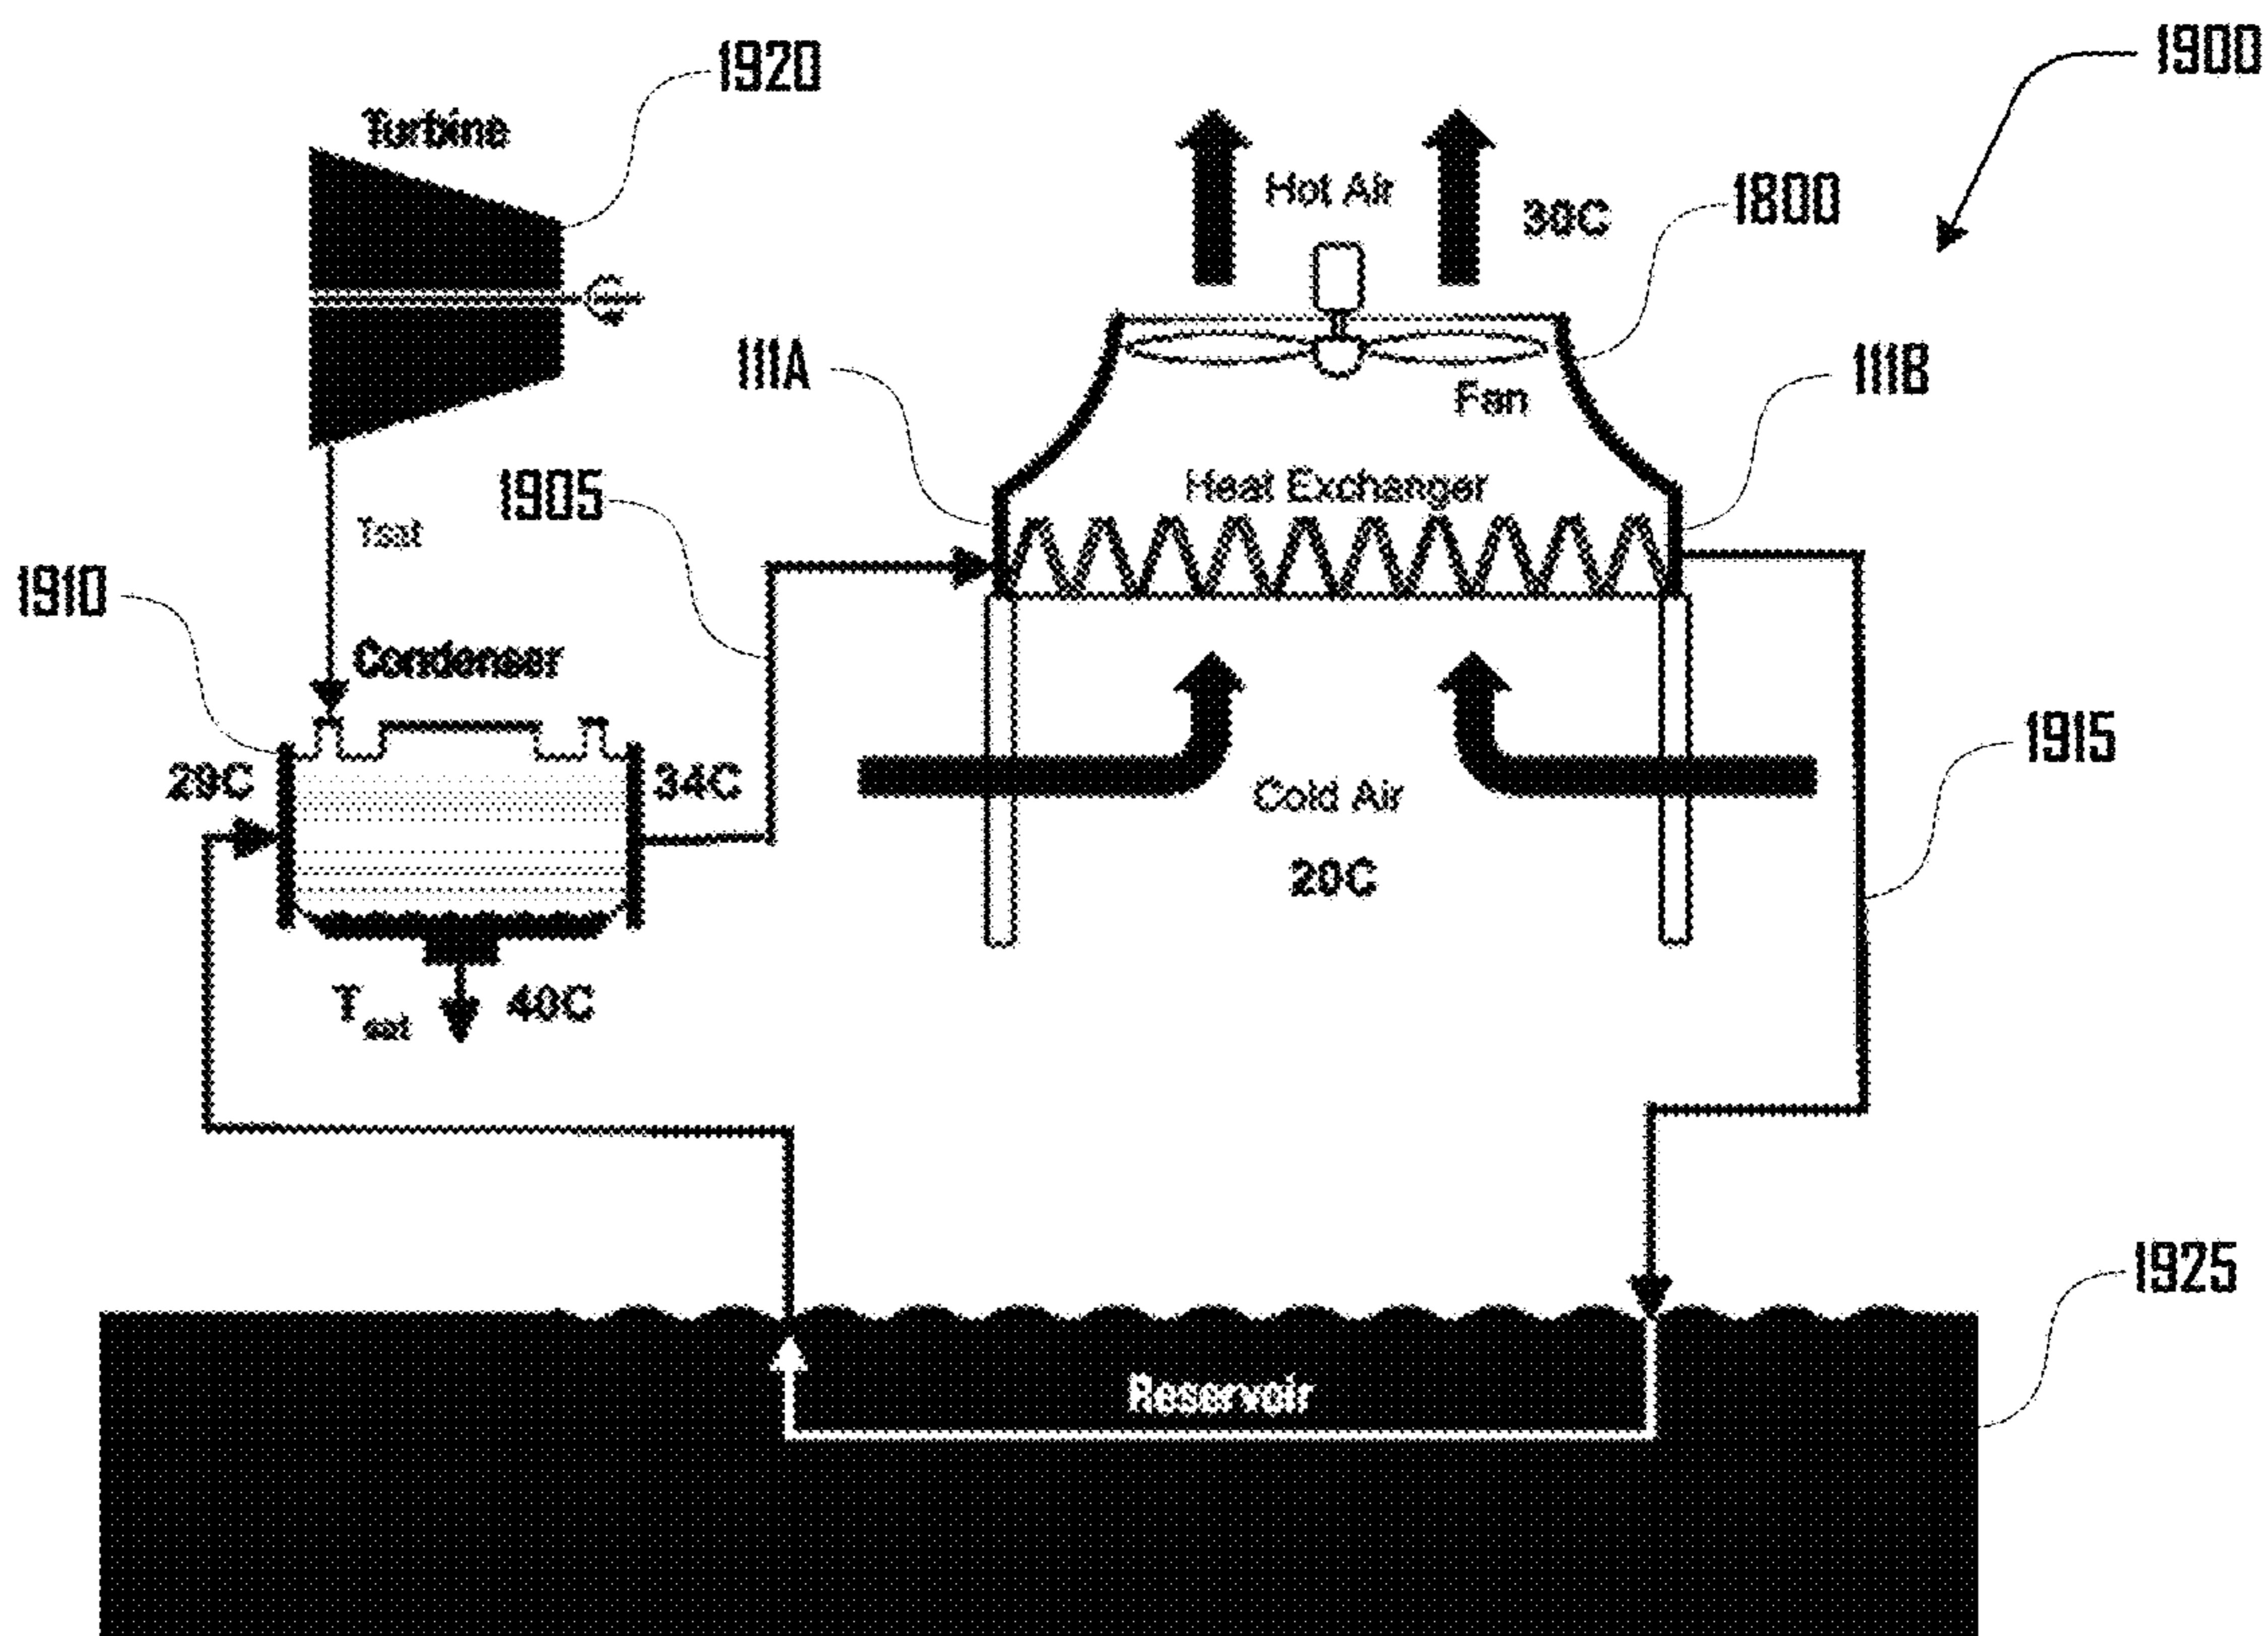 1920
1900
Turbine
Hot Air
30C
1800
111A
111B
Fan
1905
Heat Exchanger
Tsat
1910
Condenser
1915
29C
34C
Cold Air
20C
Tsat
40C
1925
Reservoir